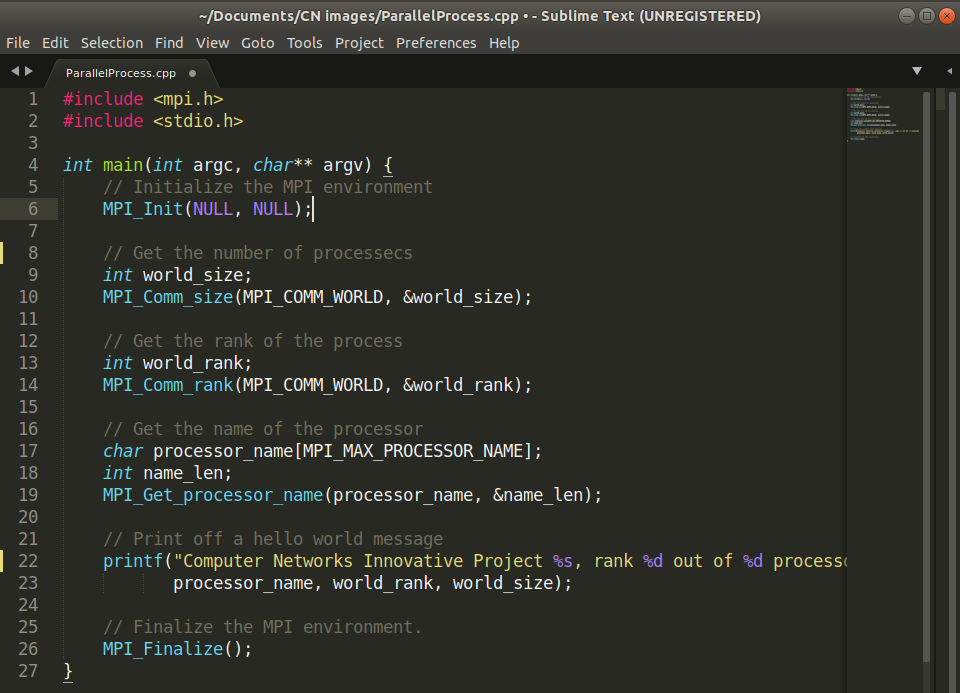 ~/Documents/CN images/ParallelProcess.cpp • - Sublime Text (UNREGISTERED)
File Edit Selection Find View Goto Tools Project Preferences Help
ParallelProcess.cpp
1 #include <mpi.h>
2 #include <stdio.h>
3
4 int main(int argc, char** argv) {
5 // Initialize the MPI environment
6 MPI_Init(NULL, NULL);
7
8 // Get the number of processecs
9 int world_size;
10 MPI_Comm_size(MPI_COMM_WORLD, &world_size);
11
12 // Get the rank of the process
13 int world_rank;
14 MPI_Comm_rank(MPI_COMM_WORLD, &world_rank);
15
16 // Get the name of the processor
17 char processor_name[MPI_MAX_PROCESSOR_NAME];
18 int name_len;
19 MPI_Get_processor_name(processor_name, &name_len);
20
21 // Print off a hello world message
22 printf("Computer Networks Innovative Project %s, rank %d out of %d processo
23 processor_name, world_rank, world_size);
24
25 // Finalize the MPI environment.
26 MPI_Finalize();
27 }